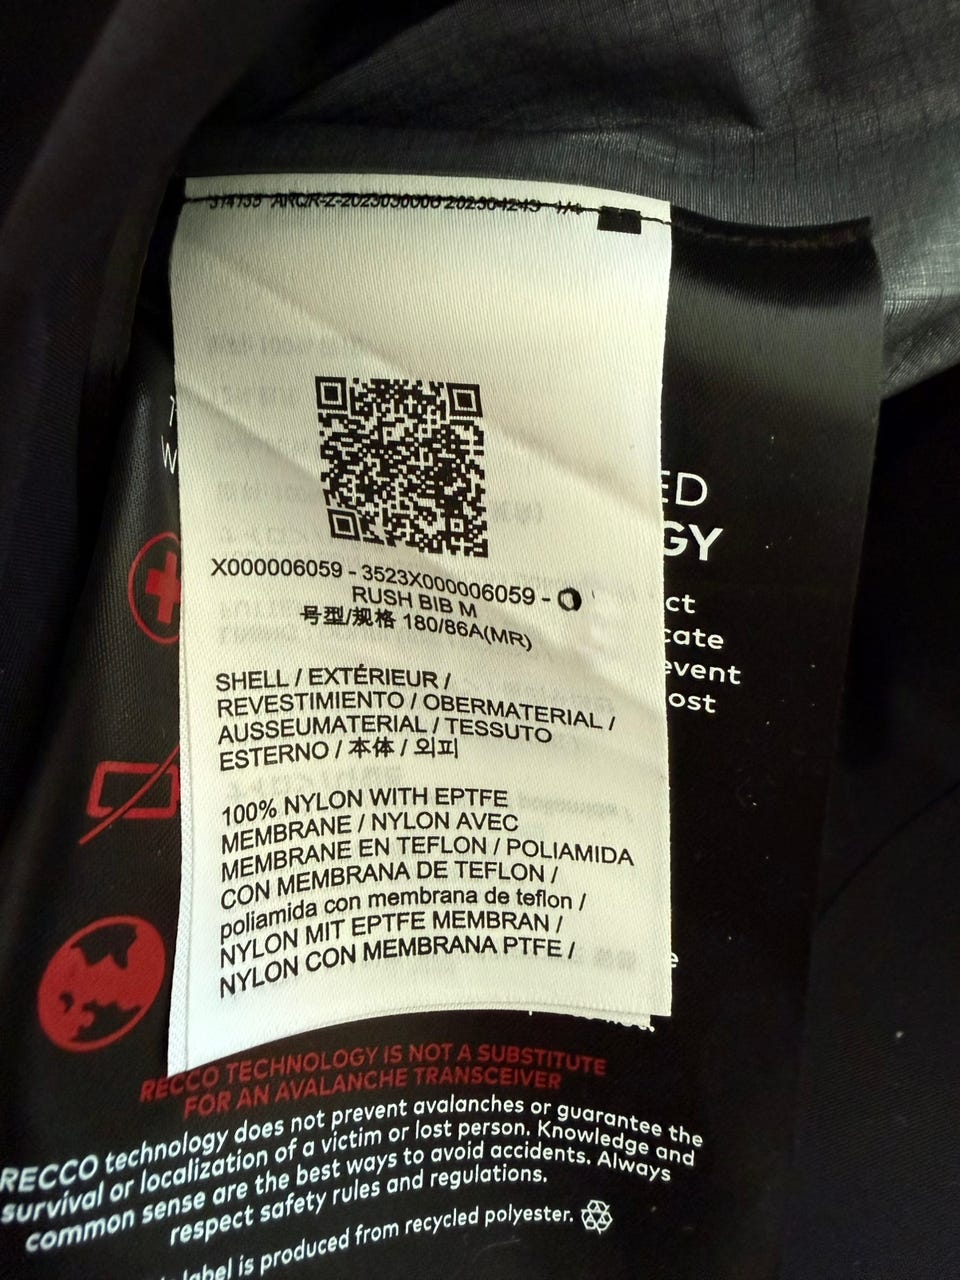 X000006059 - 3523X000006059 -
RUSH BIB M
号型/规格 180/86A(MR)
SHELL / EXTÉRIEUR /
REVESTIMIENTO / OBERMATERIAL /
AUSSEUMATERIAL / TESSUTO
ESTERNO / 本体 / 외피
100% NYLON WITH EPTFE
MEMBRANE / NYLON AVEC
MEMBRANE EN TEFLON / POLIAMIDA
CON MEMBRANA DE TEFLON /
poliamida con membrana de teflon /
NYLON MIT EPTFE MEMBRAN /
NYLON CON MEMBRANA PTFE /
RECCO TECHNOLOGY IS NOT A SUBSTITUTE
FOR AN AVALANCHE TRANSCEIVER
RECCO technology does not prevent avalanches or guarantee the
survival or localization of a victim or lost person. Knowledge and
common sense are the best ways to avoid accidents. Always
respect safety rules and regulations.
label is produced from recycled polyester.